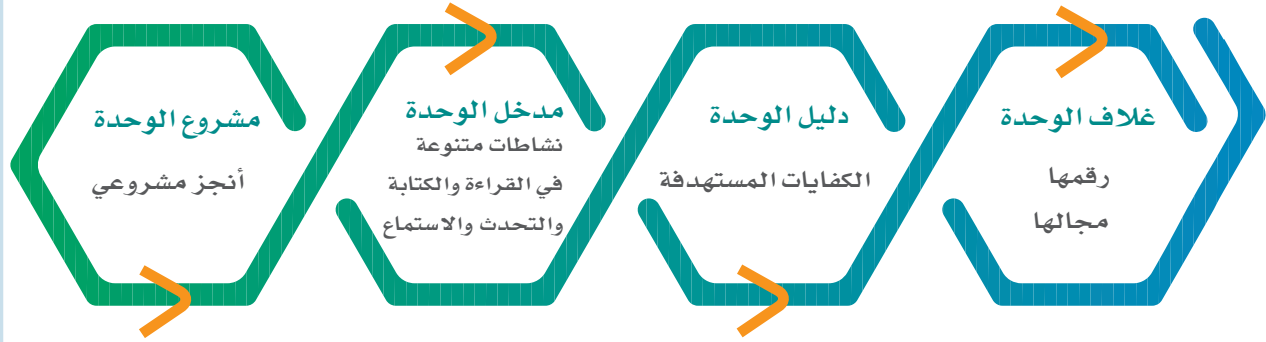 غلاف الوحدة
رقمها
مجالها
دليل الوحدة
الكفايات المستهدفة
مدخل الوحدة
نشاطات متنوعة
في القراءة والكتابة
والتحدث والاستماع
مشروع الوحدة
أنجز مشروعي